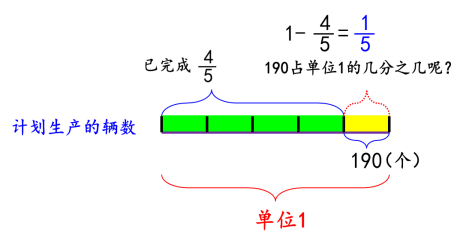 1- 4/5 = 1/5
已完成 4/5
190占单位1的几分之几呢？
计划生产的辆数
190(个)
单位1